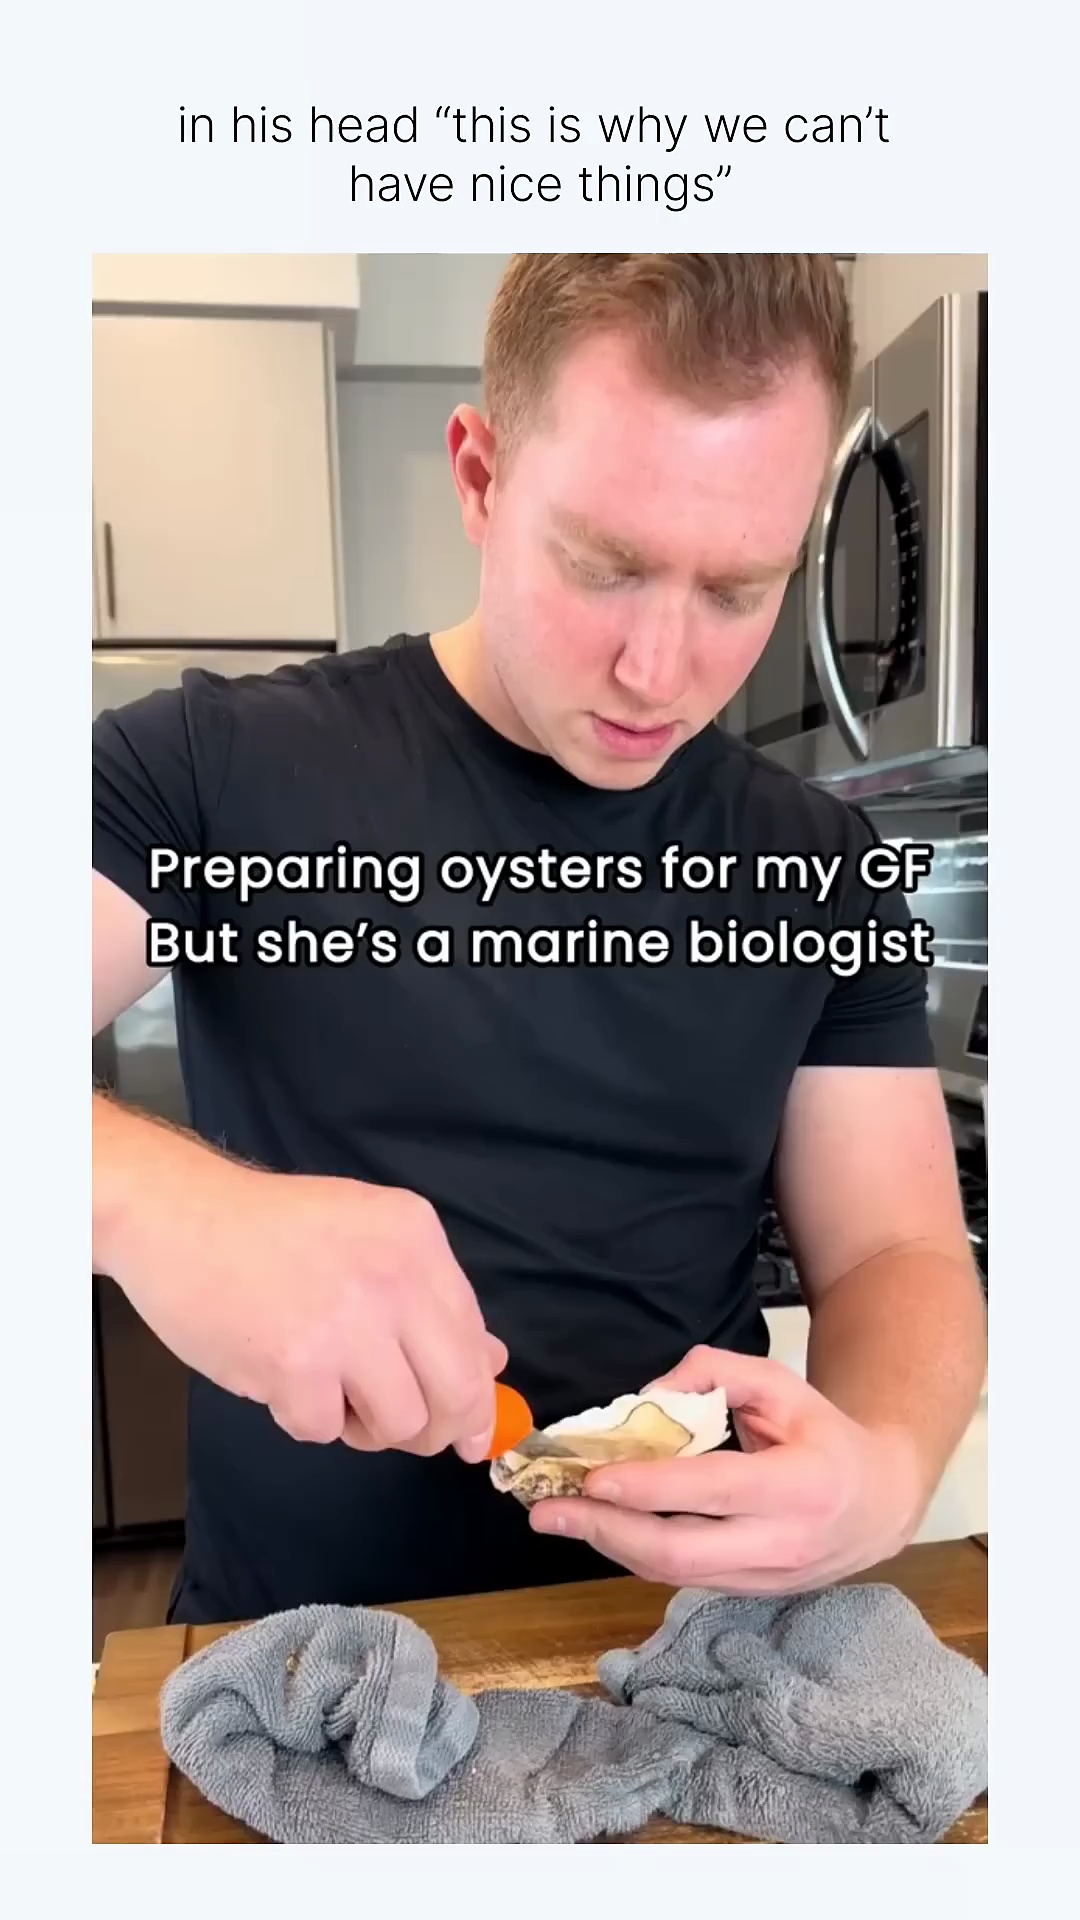 in his head “this is why we can’t
have nice things”
Preparing oysters for my GF
But she’s a marine biologist